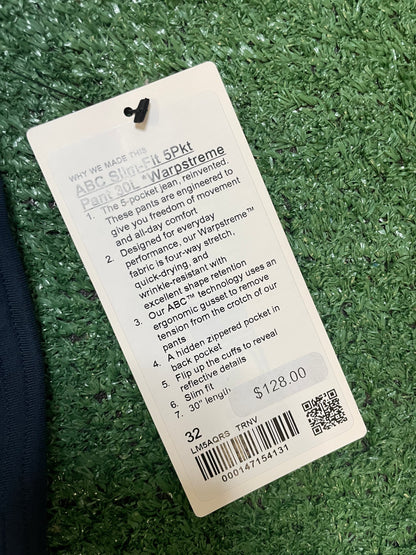 WHY WE MADE THIS
ABC Slim-Fit 5Pkt
Pant 30L *Warpstreme
1. The 5-pocket jean, reinvented.
These pants are engineered to
give you freedom of movement
and all-day comfort
2. Designed for everyday
performance, our Warpstreme™
fabric is four-way stretch,
quick-drying, and
wrinkle-resistant with
excellent shape retention
3. Our ABC™ technology uses an
ergonomic gusset to remove
tension from the crotch of our
pants
4. A hidden zippered pocket in
back pocket
5. Flip up the cuffs to reveal
reflective details
6. Slim fit
7. 30" length
$128.00
32
LM5AQRS TRNV
000147154131